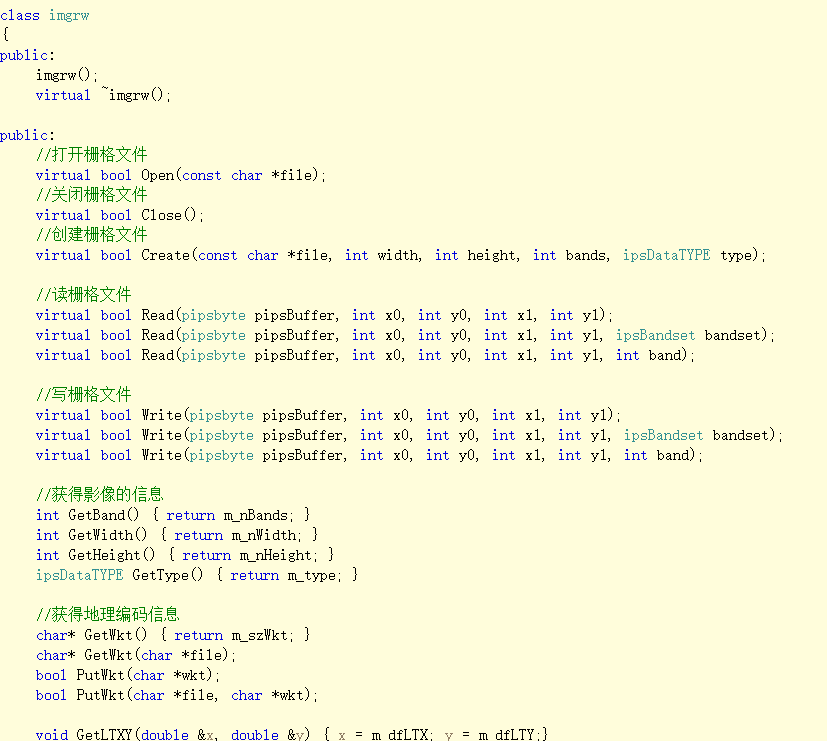 class imgrw
{
public:
imgrw();
virtual ~imgrw();
public:
//打开栅格文件
virtual bool Open(const char *file);
//关闭栅格文件
virtual bool Close();
//创建栅格文件
virtual bool Create(const char *file, int width, int height, int bands, ipsDataTYPE type);
//读栅格文件
virtual bool Read(pipsbyte pipsBuffer, int x0, int y0, int x1, int y1);
virtual bool Read(pipsbyte pipsBuffer, int x0, int y0, int x1, int y1, ipsBandset bandset);
virtual bool Read(pipsbyte pipsBuffer, int x0, int y0, int x1, int y1, int band);
//写栅格文件
virtual bool Write(pipsbyte pipsBuffer, int x0, int y0, int x1, int y1);
virtual bool Write(pipsbyte pipsBuffer, int x0, int y0, int x1, int y1, ipsBandset bandset);
virtual bool Write(pipsbyte pipsBuffer, int x0, int y0, int x1, int y1, int band);
//获得影像的信息
int GetBand() { return m_nBands; }
int GetWidth() { return m_nWidth; }
int GetHeight() { return m_nHeight; }
ipsDataTYPE GetType() { return m_type; }
//获得地理编码信息
char* GetWkt() { return m_szWkt; }
char* GetWkt(char *file);
bool PutWkt(char *wkt);
bool PutWkt(char *file, char *wkt);
void GetLTXY(double &x, double &y) { x = m_dfLTX; y = m_dfLTY;}